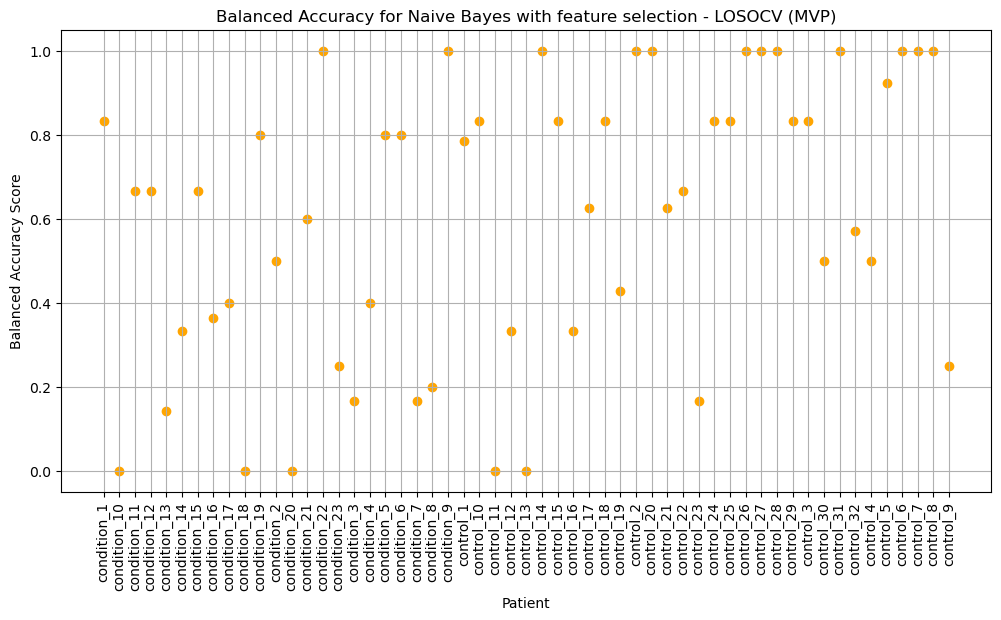 Balanced Accuracy for Naive Bayes with feature selection - LOSOCV (MVP)
Balanced Accuracy Score
1.0
0.8
0.6
0.4
0.2
0.0
condition_1
condition_10
condition_11
condition_12
condition_13
condition_14
condition_15
condition_16
condition_17
condition_18
condition_19
condition_2
condition_20
condition_21
condition_22
condition_23
condition_3
condition_4
condition_5
condition_6
condition_7
condition_8
condition_9
control_1
control_10
control_11
control_12
control_13
control_14
control_15
control_16
control_17
control_18
control_19
control_2
control_20
control_21
control_22
control_23
control_24
control_25
control_26
control_27
control_28
control_29
control_3
control_30
control_31
control_32
control_4
control_5
control_6
control_7
control_8
control_9
Patient